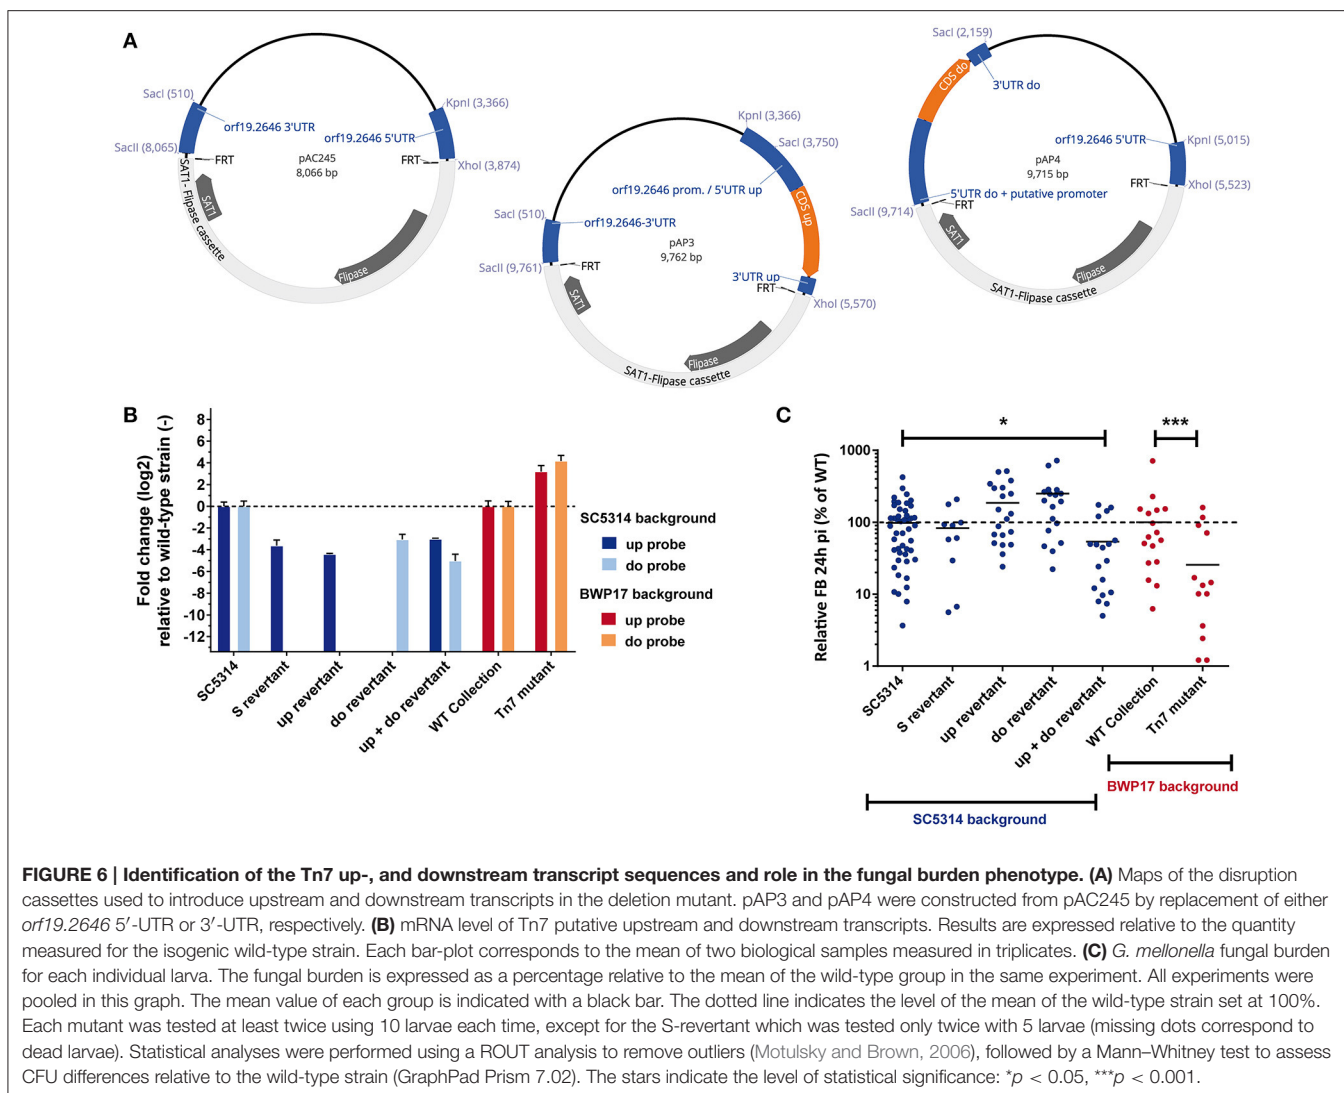 A
SacI (510)
orf19.2646 3'UTR
KpnI (3,366)
orf19.2646 5'UTR
SacII (8,065)
FRT
pAC245
8,066 bp
FRT
XhoI (3,874)
SAT1- Flipase cassette
SAT1
Flipase
KpnI (3,366)
SacI (3,750)
orf19.2646 prom. / 5'UTR up
CDS up
SacI (510)
orf19.2646-3'UTR
pAP3
9,762 bp
SacII (9,761)
FRT
3'UTR up
FRT
XhoI (5,570)
SAT1
Flipase
SAT1-Flipase cassette
SacI (2,159)
CDS do
3'UTR do
orf19.2646 5'UTR
KpnI (5,015)
pAP4
9,715 bp
FRT
XhoI (5,523)
5'UTR do + putative promoter
SacII (9,714)
FRT
SAT1
Flipase
SAT1-Flipase cassette
B
Fold change (log2)
relative to wild-type strain (-)
8
6
4
2
0
-2
-4
-6
-8
-10
-12
SC5314
S revertant
up revertant
do revertant
up + do revertant
WT Collection
Tn7 mutant
SC5314 background
up probe
do probe
BWP17 background
up probe
do probe
C
Relative FB 24h pi (% of WT)
1000
100
10
1
*
***
SC5314
S revertant
up revertant
do revertant
up + do revertant
WT Collection
Tn7 mutant
BWP17 background
SC5314 background
FIGURE 6 | Identification of the Tn7 up-, and downstream transcript sequences and role in the fungal burden phenotype. (A) Maps of the disruption
cassettes used to introduce upstream and downstream transcripts in the deletion mutant. pAP3 and pAP4 were constructed from pAC245 by replacement of either
orf19.2646 5′-UTR or 3′-UTR, respectively. (B) mRNA level of Tn7 putative upstream and downstream transcripts. Results are expressed relative to the quantity
measured for the isogenic wild-type strain. Each bar-plot corresponds to the mean of two biological samples measured in triplicates. (C) G. mellonella fungal burden
for each individual larva. The fungal burden is expressed as a percentage relative to the mean of the wild-type group in the same experiment. All experiments were
pooled in this graph. The mean value of each group is indicated with a black bar. The dotted line indicates the level of the mean of the wild-type strain set at 100%.
Each mutant was tested at least twice using 10 larvae each time, except for the S-revertant which was tested only twice with 5 larvae (missing dots correspond to
dead larvae). Statistical analyses were performed using a ROUT analysis to remove outliers (Motulsky and Brown, 2006), followed by a Mann–Whitney test to assess
CFU differences relative to the wild-type strain (GraphPad Prism 7.02). The stars indicate the level of statistical significance: *p < 0.05, ***p < 0.001.